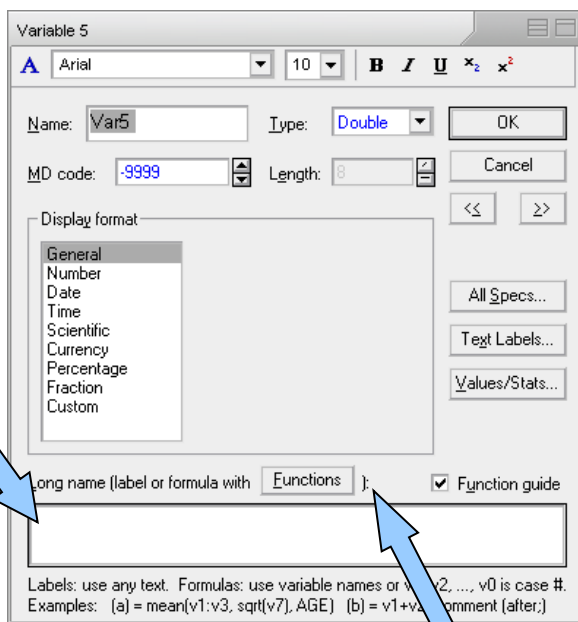 Variable 5
A Arial 10 B I U x₂ x²
Name: Var5 Type: Double OK
MD code: -9999 Length: 8 Cancel
<< >>
Display format
General
Number
Date
Time
Scientific
Currency
Percentage
Fraction
Custom
All Specs...
Text Labels...
Values/Stats...
ong name (label or formula with Functions ): Function guide
Labels: use any text. Formulas: use variable names or v2, ..., v0 is case #.
Examples: (a) = mean(v1:v3, sqrt(v7), AGE) (b) = v1+v2 omment (after;)